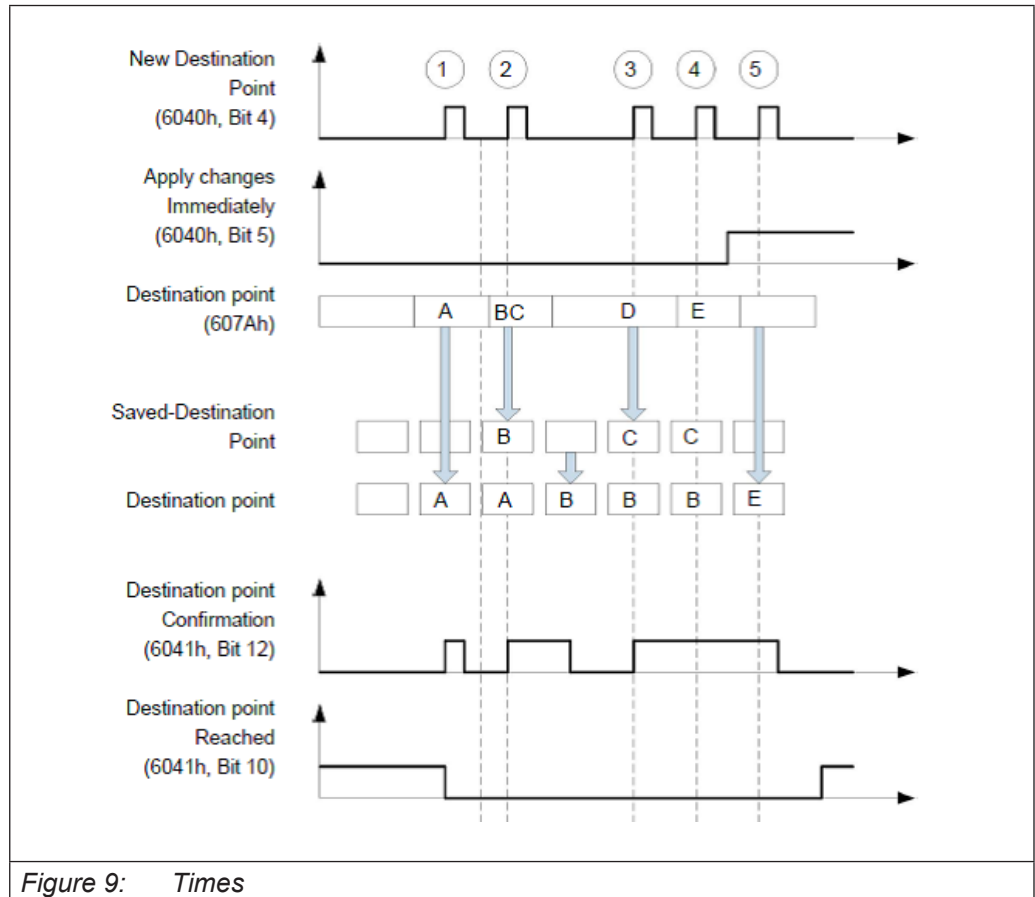 New Destination
Point
(6040h, Bit 4)
1 2 3 4 5
Apply changes
Immediately
(6040h, Bit 5)
Destination point
(607Ah)
A BC D E
Saved-Destination
Point
B C C
Destination point
A A B B B E
Destination point
Confirmation
(6041h, Bit 12)
Destination point
Reached
(6041h, Bit 10)
Figure 9: Times